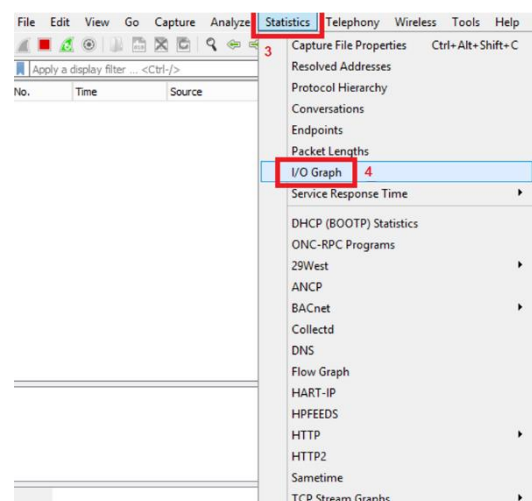 File Edit View Go Capture Analyze Statistics Telephony Wireless Tools Help
3
Apply a display filter ... <Ctrl-/>
No. Time Source
Capture File Properties Ctrl+Alt+Shift+C
Resolved Addresses
Protocol Hierarchy
Conversations
Endpoints
Packet Lengths
I/O Graph 4
Service Response Time
DHCP (BOOTP) Statistics
ONC-RPC Programs
29West
ANCP
BACnet
Collectd
DNS
Flow Graph
HART-IP
HPFEEDS
HTTP
HTTP2
Sametime
TCP Stream Graphs